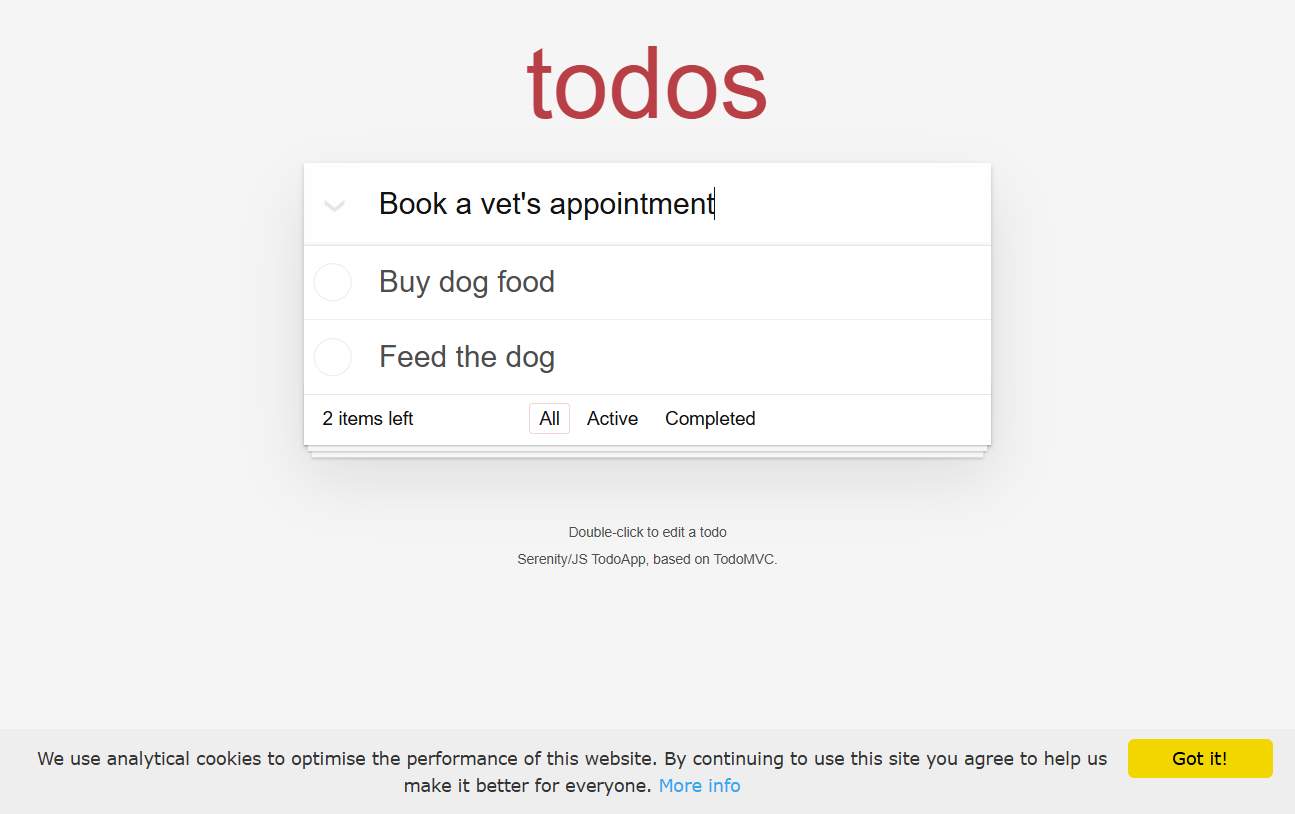 todos
Book a vet's appointment
Buy dog food
Feed the dog
2 items left All Active Completed
Double-click to edit a todo
Serenity/JS TodoApp, based on TodoMVC.
We use analytical cookies to optimise the performance of this website. By continuing to use this site you agree to help us
make it better for everyone. More info
Got it!